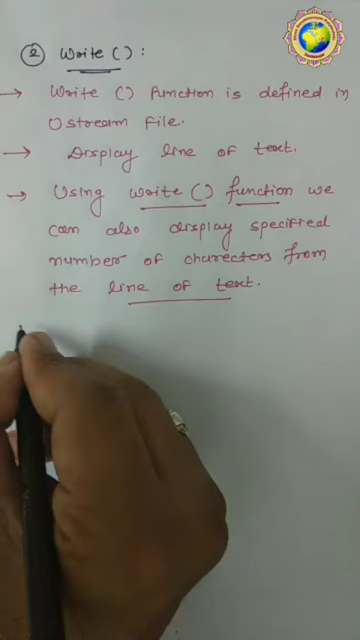 ② Write () :
→ Write () function is defined in
Ostream File.
→ Display line of text.
→ Using write () function we
can also display specified
number of charecters from
the line of text.